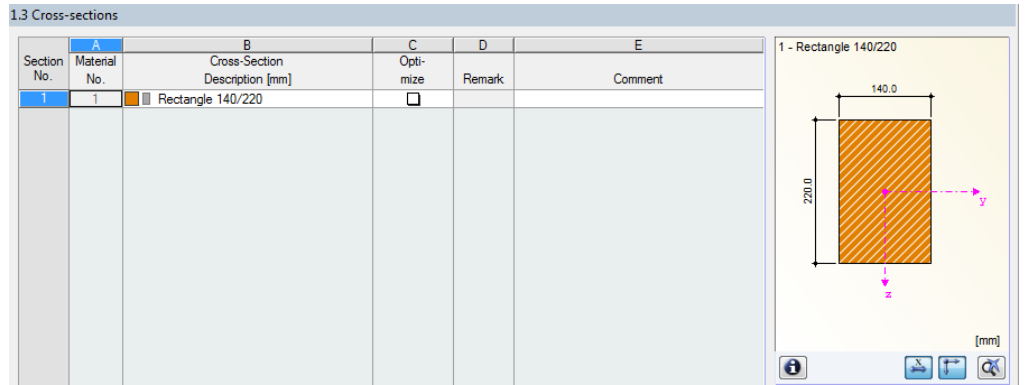 1.3 Cross-sections
A B C D E
Section Material Cross-Section Opti-
No. No. Description [mm] mize Remark Comment
1 1 Rectangle 140/220
1 - Rectangle 140/220
140.0
220.0
y
z
[mm]
x